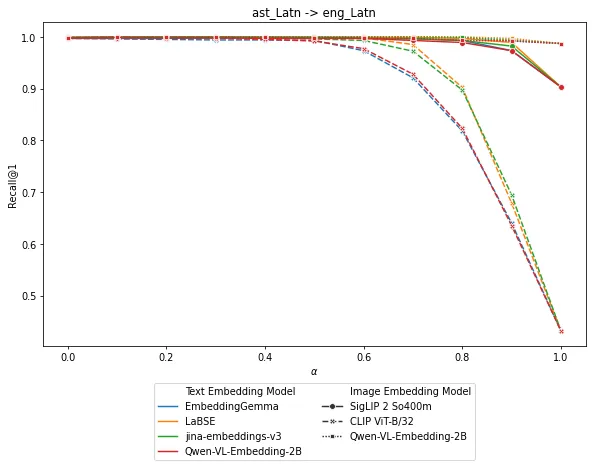 ast_Latn -> eng_Latn
1.0
0.9
0.8
0.7
0.6
0.5
Recall@1
0.0 0.2 0.4 0.6 0.8 1.0
α
Text Embedding Model Image Embedding Model
EmbeddingGemma SigLIP 2 So400m
LaBSE CLIP ViT-B/32
jina-embeddings-v3 Qwen-VL-Embedding-2B
Qwen-VL-Embedding-2B